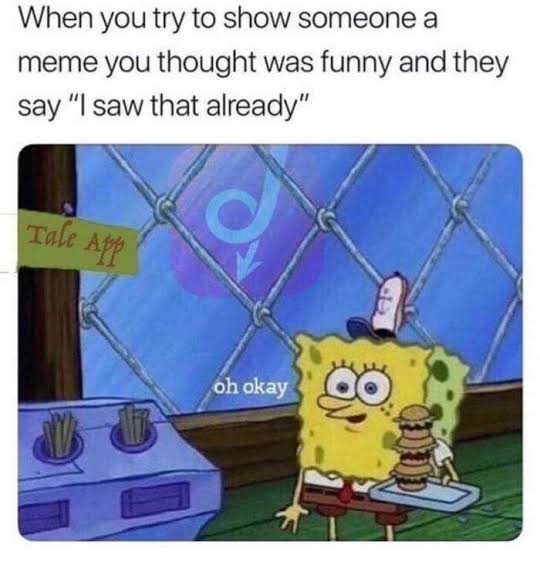 When you try to show someone a
meme you thought was funny and they
say "I saw that already"
Tale App
oh okay